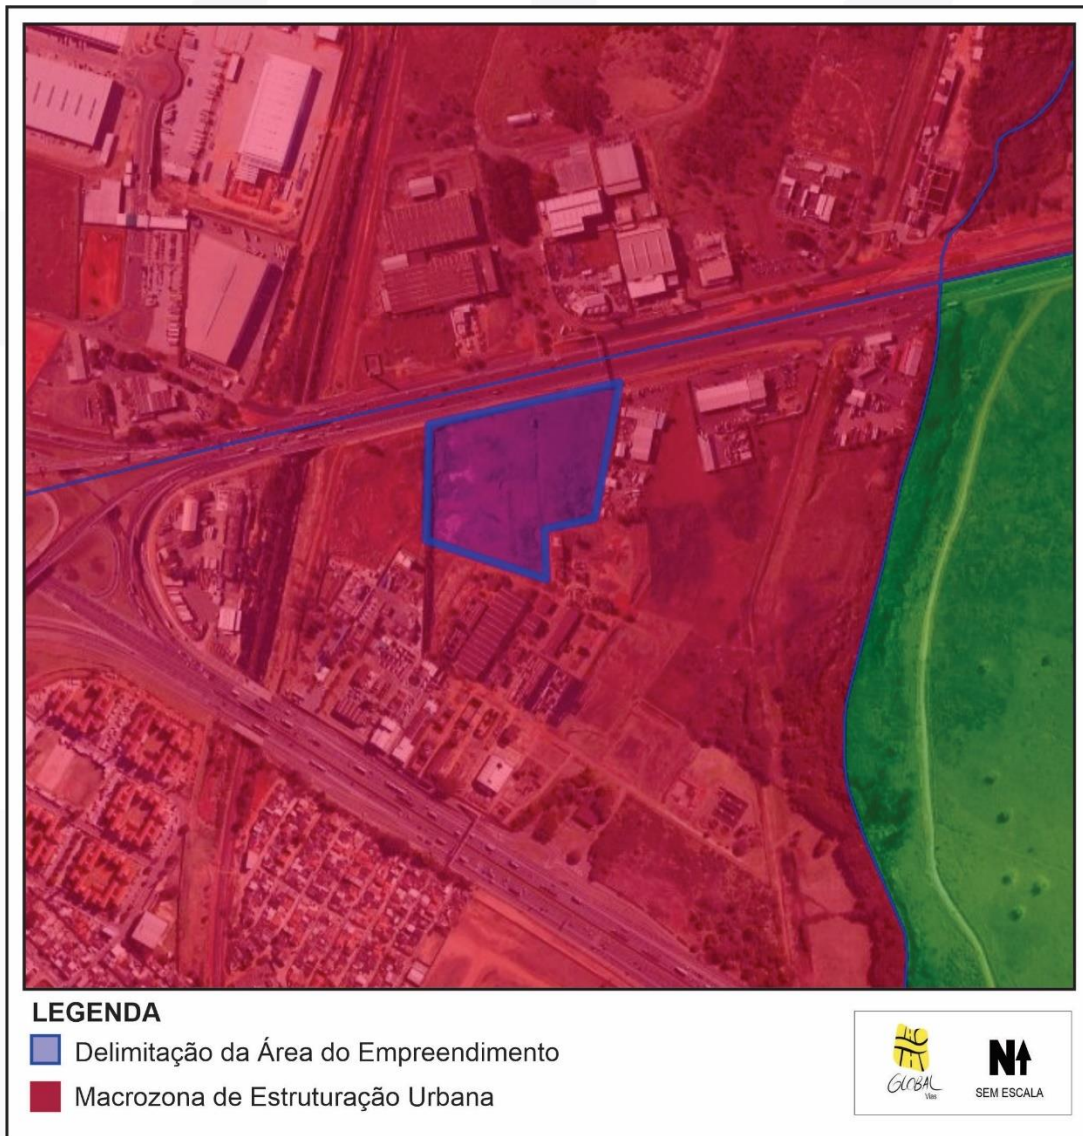 LEGENDA
Delimitação da Área do Empreendimento
Macrozona de Estruturação Urbana
GLOBAL
Vias
N
SEM ESCALA